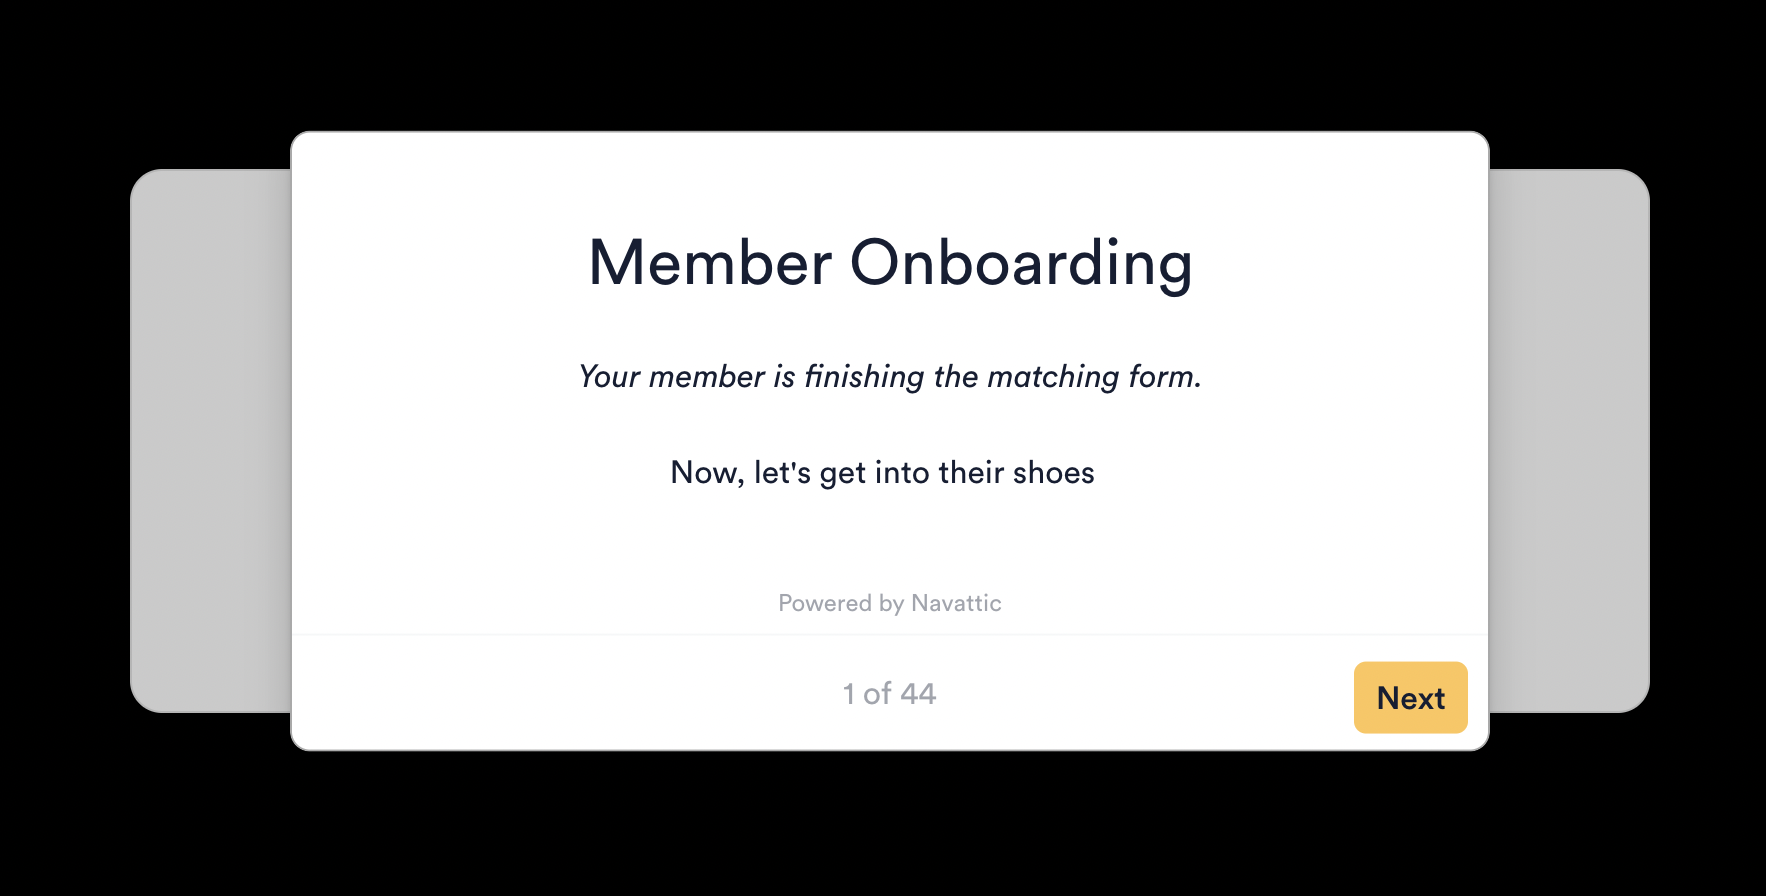 Member Onboarding
Your member is finishing the matching form.
Now, let's get into their shoes
Powered by Navattic
1 of 44
Next